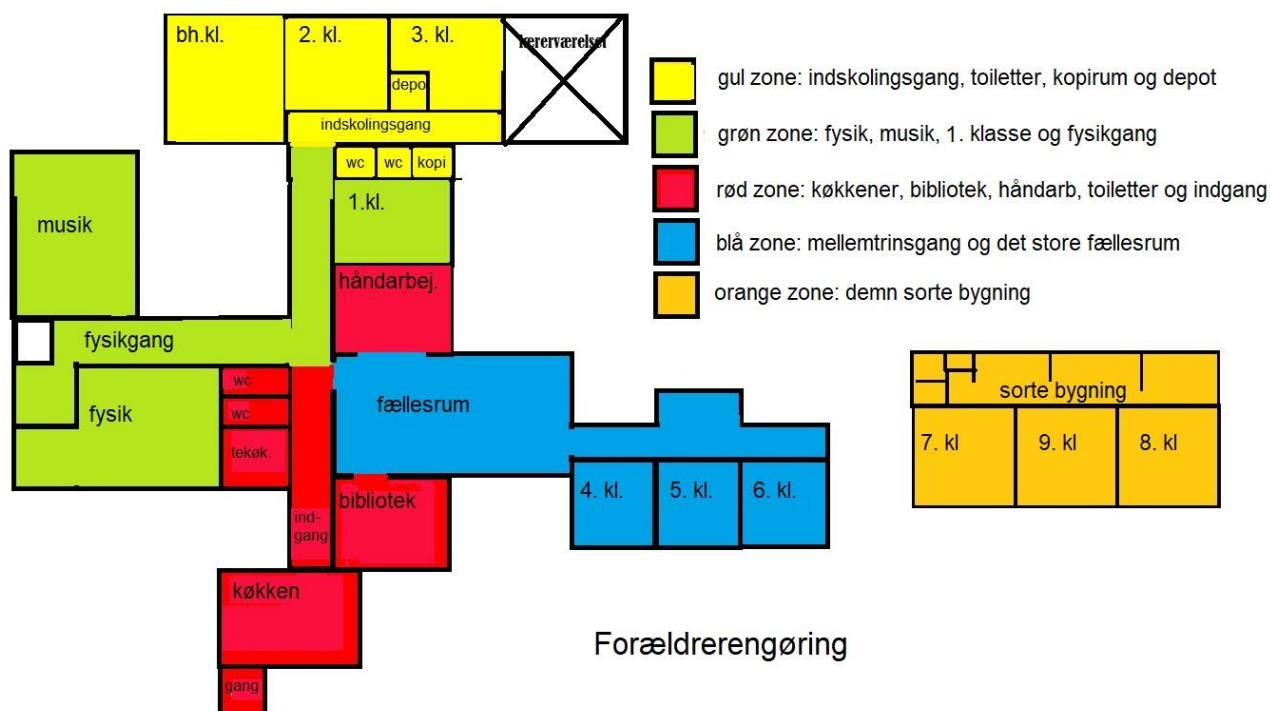 bh.kl.
2. kl.
3. kl.
lærerværelset
depo
indskolingsgang
wc
wc
kopi
1.kl.
musik
håndarbej.
fysikgang
wc
wc
fysik
fællesrum
tekøk.
bibliotek
ind-
gang
4. kl.
5. kl.
6. kl.
køkken
gang
gul zone: indskolingsgang, toiletter, kopirum og depot
grøn zone: fysik, musik, 1. klasse og fysikgang
rød zone: køkkener, bibliotek, håndarb, toiletter og indgang
blå zone: mellemtrinsgang og det store fællesrum
orange zone: demn sorte bygning
sorte bygning
7. kl
9. kl
8. kl
Forældrerengøring